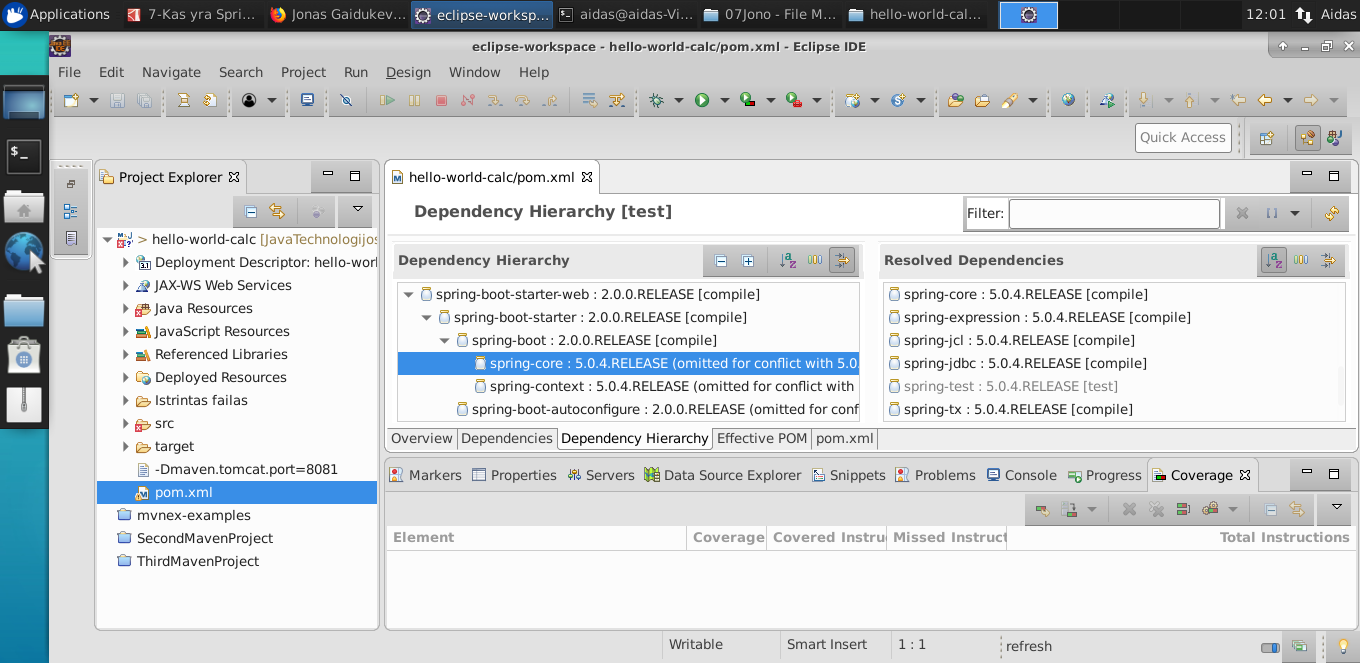 Applications 7-Kas yra Spri... Jonas Gaidukev... eclipse-worksp... aidas@aidas-Vi... 07Jono - File M... hello-world-cal... 12:01 Aidas
eclipse-workspace - hello-world-calc/pom.xml - Eclipse IDE
File Edit Navigate Search Project Run Design Window Help
Quick Access
Project Explorer
> hello-world-calc [JavaTechnologijos
Deployment Descriptor: hello-worl
JAX-WS Web Services
Java Resources
JavaScript Resources
Referenced Libraries
Deployed Resources
Istrintas failas
src
target
-Dmaven.tomcat.port=8081
pom.xml
mvnex-examples
SecondMavenProject
ThirdMavenProject
hello-world-calc/pom.xml
Dependency Hierarchy [test]
Filter:
Dependency Hierarchy
spring-boot-starter-web : 2.0.0.RELEASE [compile]
spring-boot-starter : 2.0.0.RELEASE [compile]
spring-boot : 2.0.0.RELEASE [compile]
spring-core : 5.0.4.RELEASE (omitted for conflict with 5.0.
spring-context : 5.0.4.RELEASE (omitted for conflict with
spring-boot-autoconfigure : 2.0.0.RELEASE (omitted for conf
Resolved Dependencies
spring-core : 5.0.4.RELEASE [compile]
spring-expression : 5.0.4.RELEASE [compile]
spring-jcl : 5.0.4.RELEASE [compile]
spring-jdbc : 5.0.4.RELEASE [compile]
spring-test : 5.0.4.RELEASE [test]
spring-tx : 5.0.4.RELEASE [compile]
Overview Dependencies Dependency Hierarchy Effective POM pom.xml
Markers Properties Servers Data Source Explorer Snippets Problems Console Progress Coverage
Element Coverage Covered Instru Missed Instruct Total Instructions
Writable Smart Insert 1 : 1 refresh